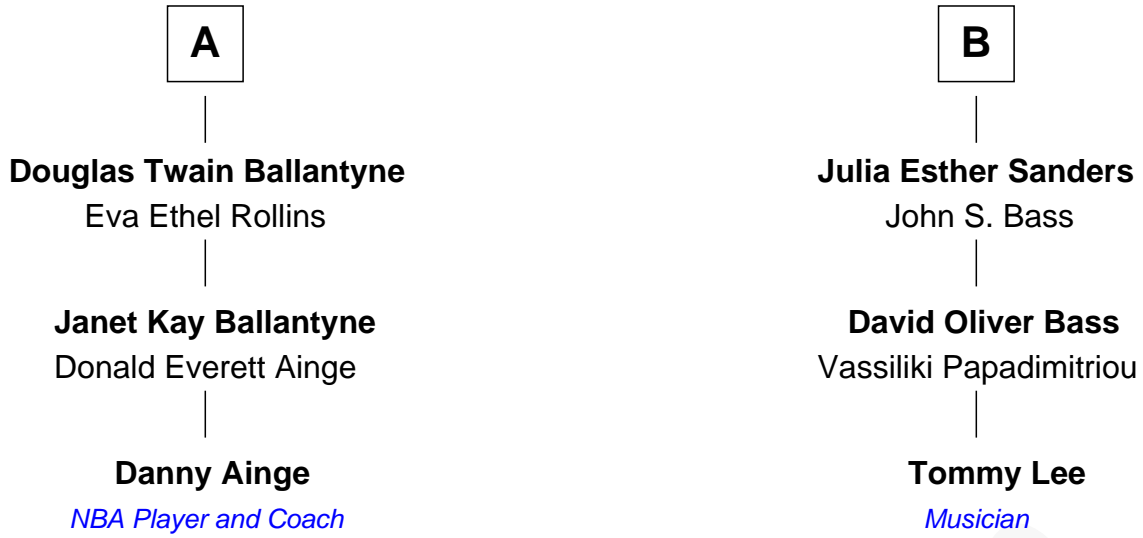 A
B
Douglas Twain Ballantyne
Eva Ethel Rollins
Julia Esther Sanders
John S. Bass
Janet Kay Ballantyne
Donald Everett Ainge
David Oliver Bass
Vassiliki Papadimitriou
Danny Ainge
NBA Player and Coach
Tommy Lee
Musician